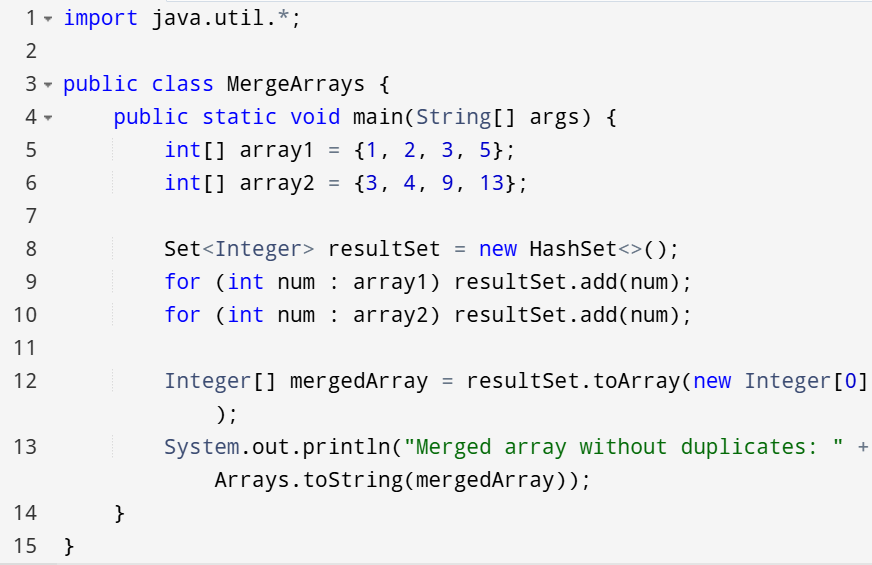 1 import java.util.*;
2
3 public class MergeArrays {
4     public static void main(String[] args) {
5         int[] array1 = {1, 2, 3, 5};
6         int[] array2 = {3, 4, 9, 13};
7
8         Set<Integer> resultSet = new HashSet<>();
9         for (int num : array1) resultSet.add(num);
10         for (int num : array2) resultSet.add(num);
11
12         Integer[] mergedArray = resultSet.toArray(new Integer[0]
            );
13         System.out.println("Merged array without duplicates: " +
            Arrays.toString(mergedArray));
14     }
15 }